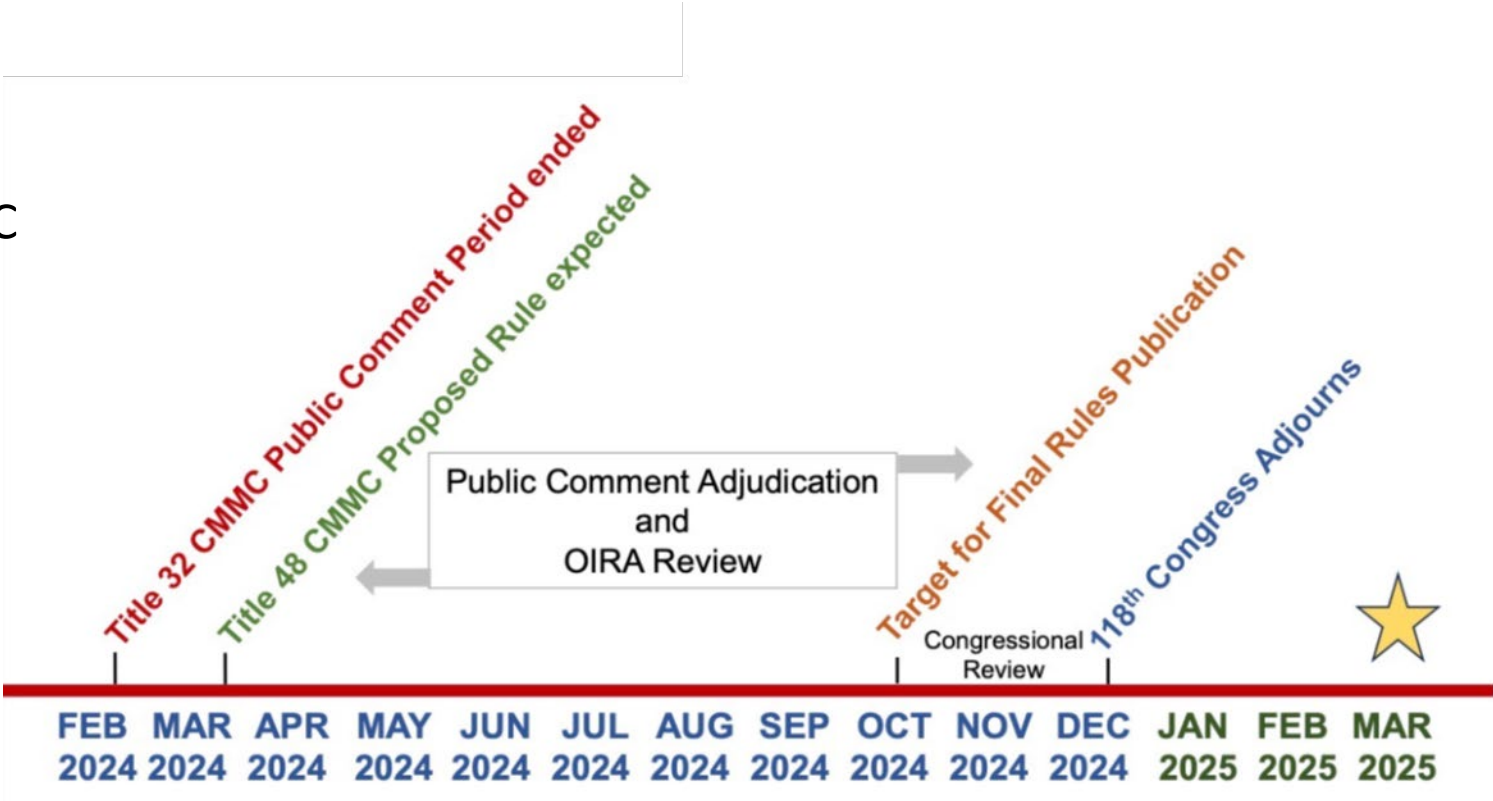 C
Title 32 CMMC Public Comment Period ended
Title 48 CMMC Proposed Rule expected
Public Comment Adjudication
and
OIRA Review
Target for Final Rules Publication
Congressional
Review
118th Congress Adjourns
FEB MAR APR MAY JUN JUL AUG SEP OCT NOV DEC JAN FEB MAR
2024 2024 2024 2024 2024 2024 2024 2024 2024 2024 2024 2025 2025 2025